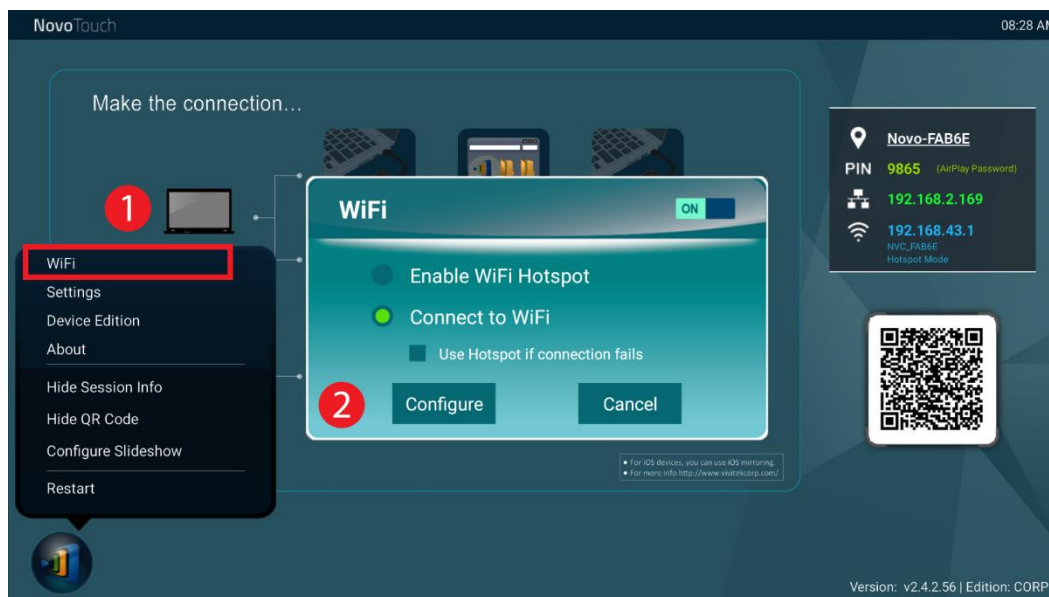 NovoTouch
08:28 AM
Make the connection...
1
WiFi
Settings
Device Edition
About
Hide Session Info
Hide QR Code
Configure Slideshow
Restart
WiFi
ON
Enable WiFi Hotspot
Connect to WiFi
Use Hotspot if connection fails
2
Configure
Cancel
• For iOS devices, you can use iOS mirroring.
• For more info http://www.vivitekcorp.com/
Novo-FAB6E
PIN 9865 (AirPlay Password)
192.168.2.169
192.168.43.1
NVC_FAB6E
Hotspot Mode
Version: v2.4.2.56 | Edition: CORP